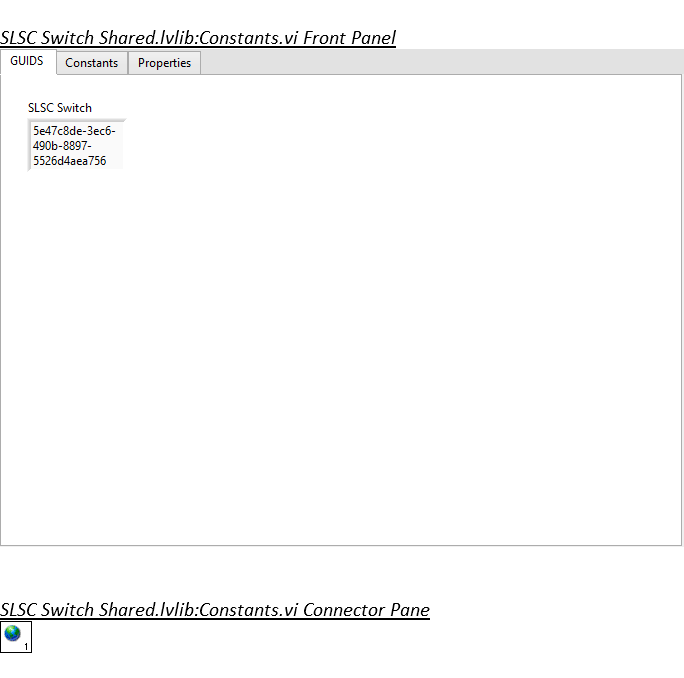 SLSC Switch Shared.lvlib:Constants.vi Front Panel
GUIDS Constants Properties
SLSC Switch
5e47c8de-3ec6-
490b-8897-
5526d4aea756
SLSC Switch Shared.lvlib:Constants.vi Connector Pane
1